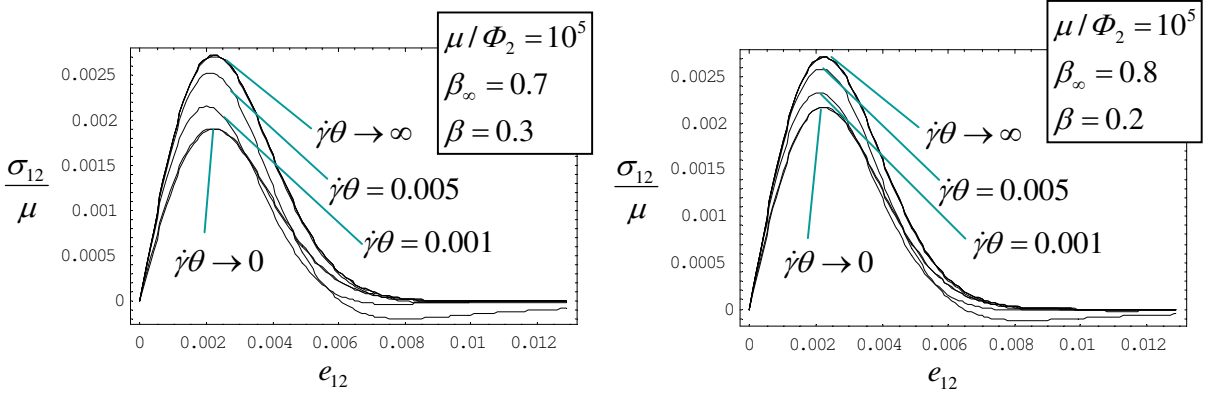 μ / Φ₂ = 10⁵
β∞ = 0.7
β = 0.3
0.0025
0.002
0.0015
0.001
0.0005
0
σ₁₂
μ
γ̇θ → ∞
γ̇θ = 0.005
γ̇θ = 0.001
γ̇θ → 0
0 0.002 0.004 0.006 0.008 0.01 0.012
e₁₂
μ / Φ₂ = 10⁵
β∞ = 0.8
β = 0.2
0.0025
0.002
0.0015
0.001
0.0005
0
σ₁₂
μ
γ̇θ → ∞
γ̇θ = 0.005
γ̇θ = 0.001
γ̇θ → 0
0 0.002 0.004 0.006 0.008 0.01 0.012
e₁₂